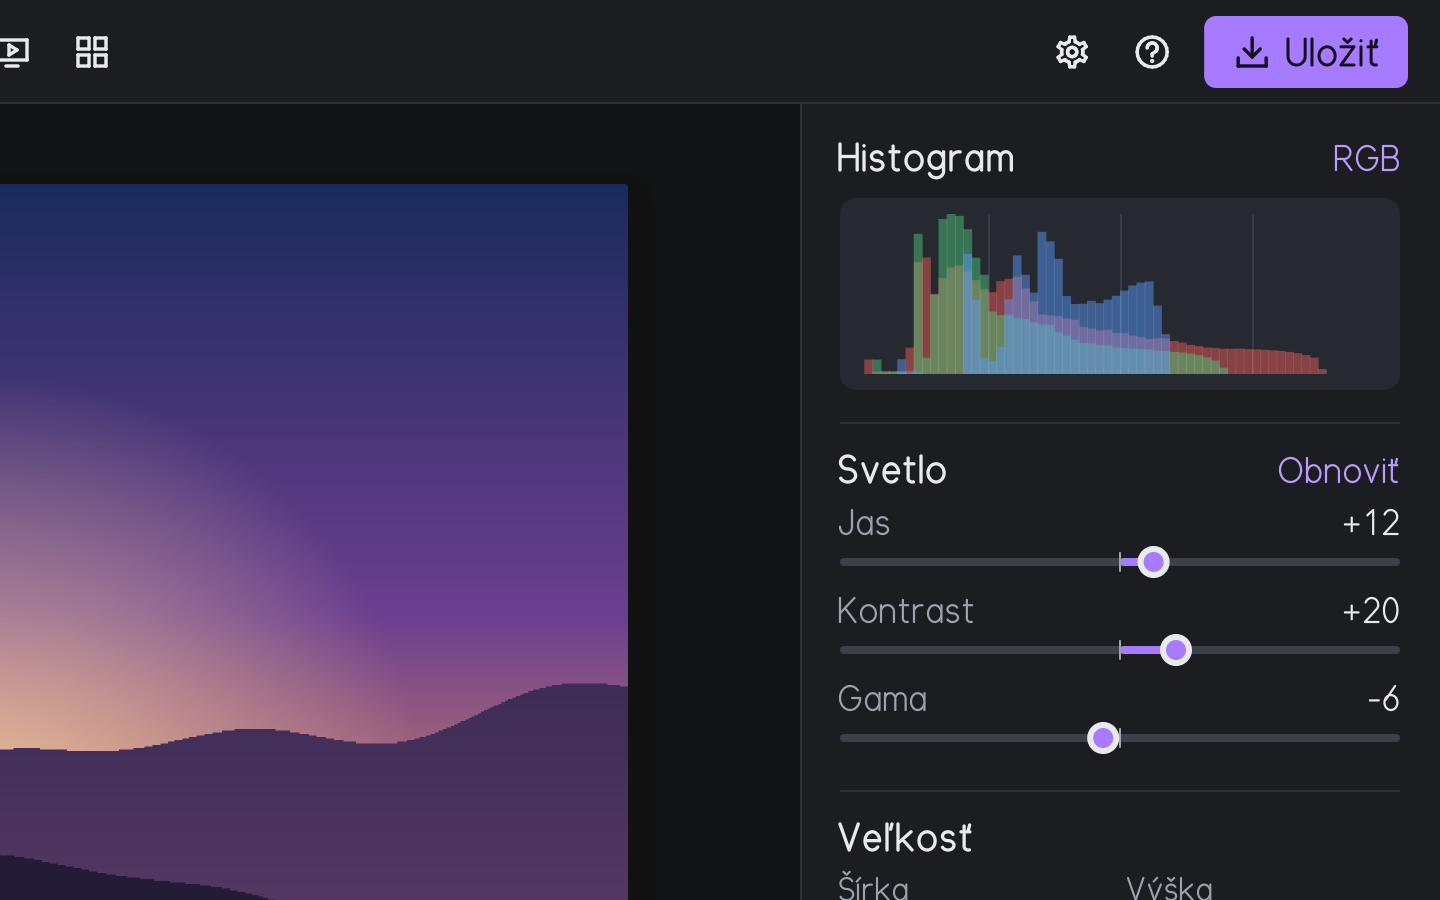 Uložiť
Histogram RGB
Svetlo Obnoviť
Jas +12
Kontrast +20
Gama -6
Veľkosť
Šírka Výška